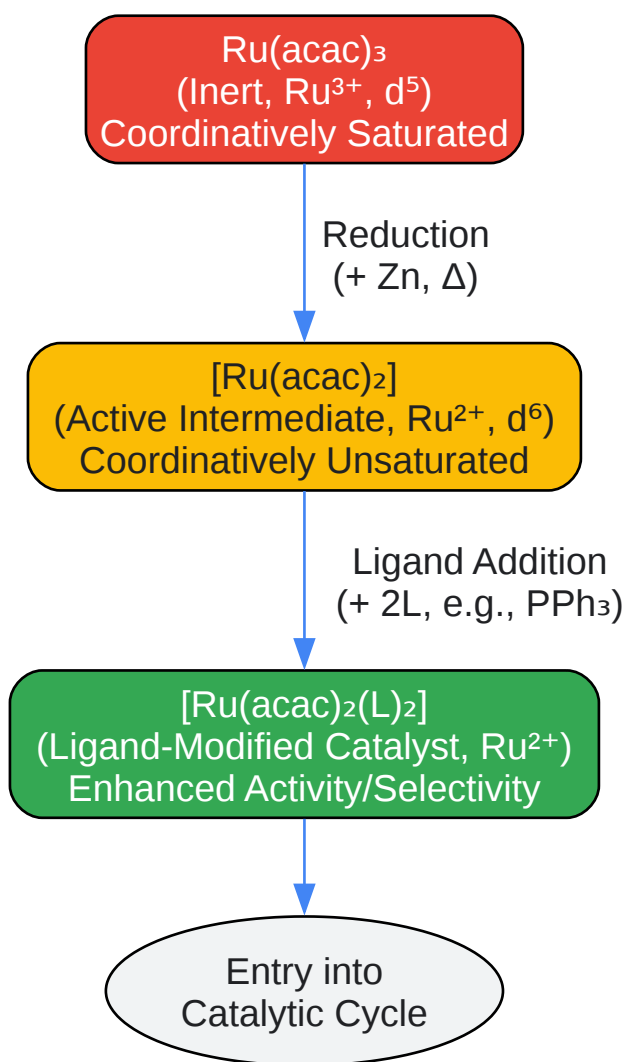 Ru(acac)₃
(Inert, Ru³⁺, d⁵)
Coordinatively Saturated
Reduction
(+ Zn, Δ)
[Ru(acac)₂]
(Active Intermediate, Ru²⁺, d⁶)
Coordinatively Unsaturated
Ligand Addition
(+ 2L, e.g., PPh₃)
[Ru(acac)₂(L)₂]
(Ligand-Modified Catalyst, Ru²⁺)
Enhanced Activity/Selectivity
Entry into
Catalytic Cycle